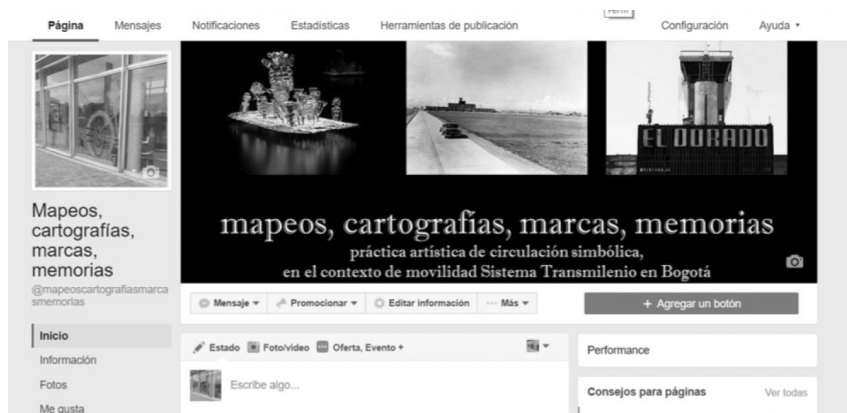 Página Mensajes Notificaciones Estadísticas Herramientas de publicación Configuración Ayuda
EL DORADO
mapeos, cartografías, marcas, memorias
práctica artística de circulación simbólica,
en el contexto de movilidad Sistema Transmilenio en Bogotá
Mapeos,
cartografías,
marcas,
memorias
@mapeoscartografiasmarca
smemorias
Mensaje Promocionar Editar información ... Más + Agregar un botón
Inicio
Información
Fotos
Me gusta
Estado Foto/video Oferta, Evento +
Escribe algo...
Performance
Consejos para páginas Ver todas